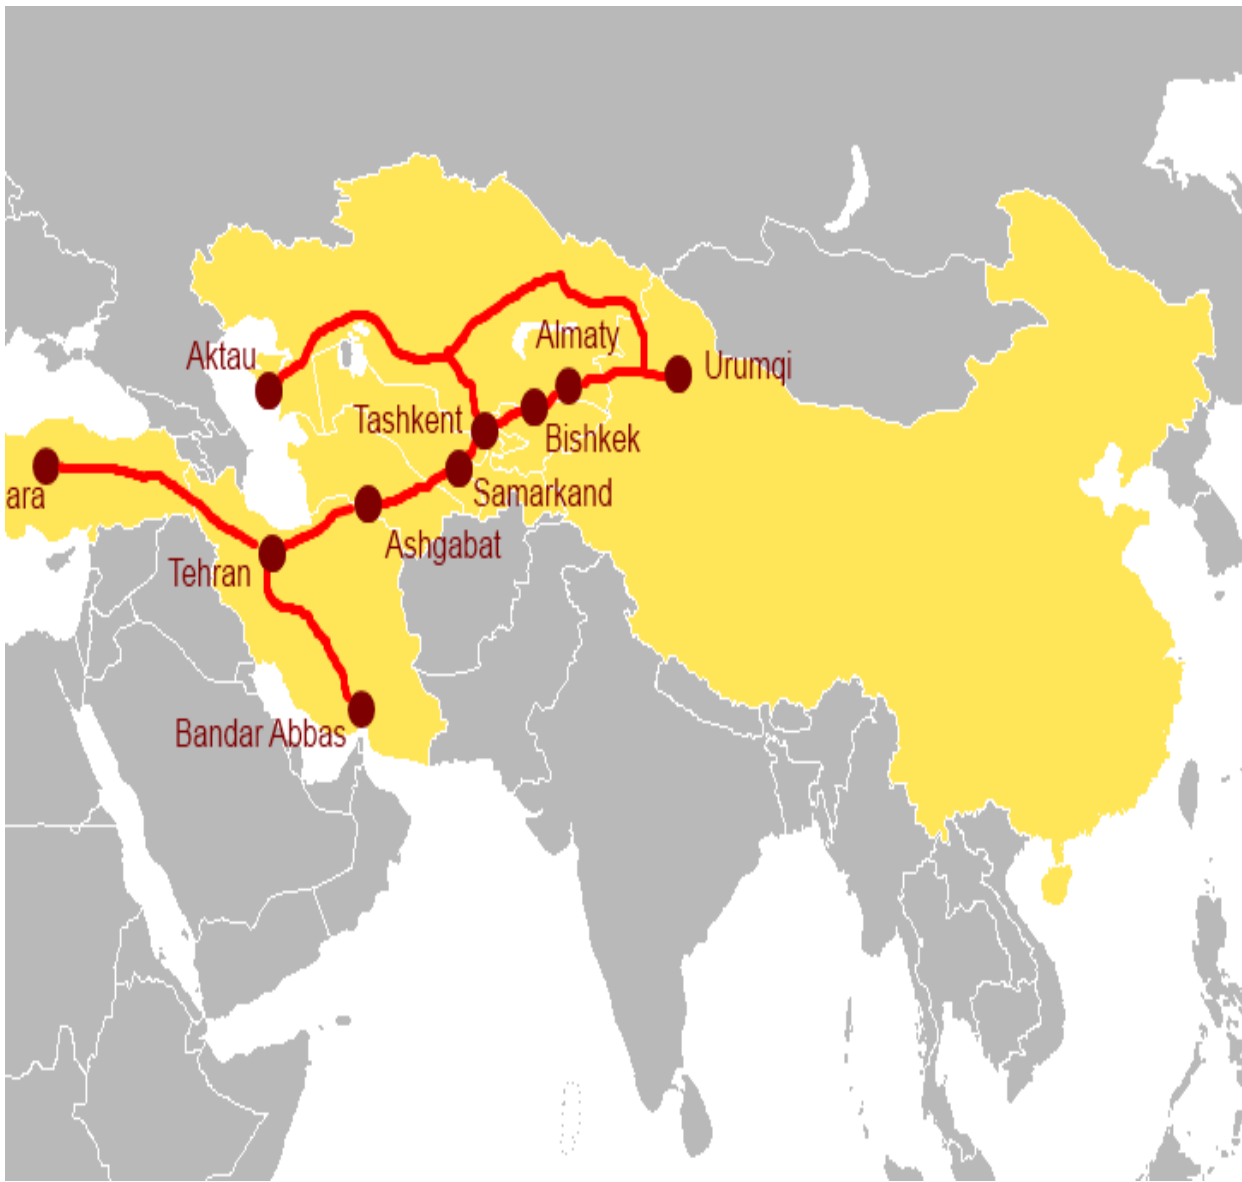 Almaty
Aktau
Urumqi
Tashkent
Bishkek
ara
Samarkand
Ashgabat
Tehran
Bandar Abbas